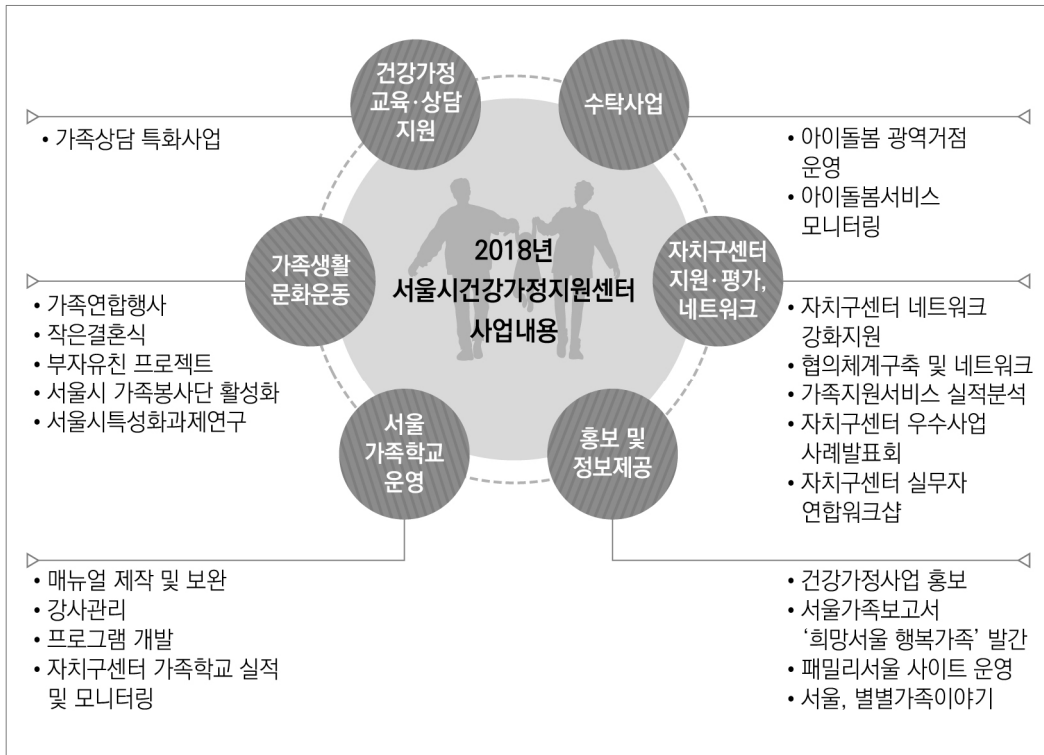 건강가정
교육·상담
지원
• 가족상담 특화사업
수탁사업
• 아이돌봄 광역거점
운영
• 아이돌봄서비스
모니터링
2018년
서울시건강가정지원센터
사업내용
가족생활
문화운동
• 가족연합행사
• 작은결혼식
• 부자유친 프로젝트
• 서울시 가족봉사단 활성화
• 서울시특성화과제연구
자치구센터
지원·평가,
네트워크
• 자치구센터 네트워크
강화지원
• 협의체계구축 및 네트워크
• 가족지원서비스 실적분석
• 자치구센터 우수사업
사례발표회
• 자치구센터 실무자
연합워크샵
서울
가족학교
운영
• 매뉴얼 제작 및 보완
• 강사관리
• 프로그램 개발
• 자치구센터 가족학교 실적
및 모니터링
홍보 및
정보제공
• 건강가정사업 홍보
• 서울가족보고서
‘희망서울 행복가족’ 발간
• 패밀리서울 사이트 운영
• 서울, 별별가족이야기